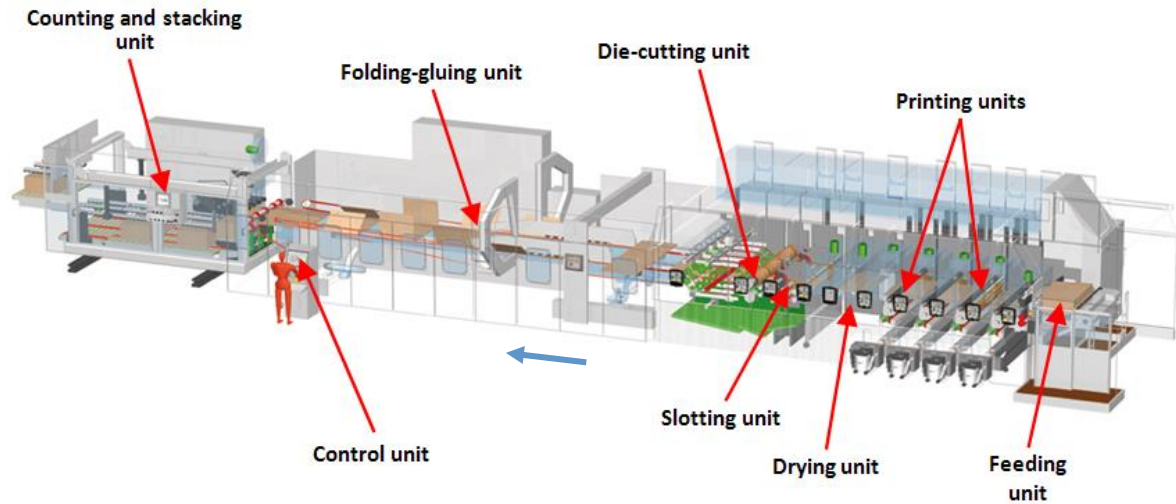 Counting and stacking
unit
Folding-gluing unit
Die-cutting unit
Printing units
Control unit
Slotting unit
Drying unit
Feeding
unit